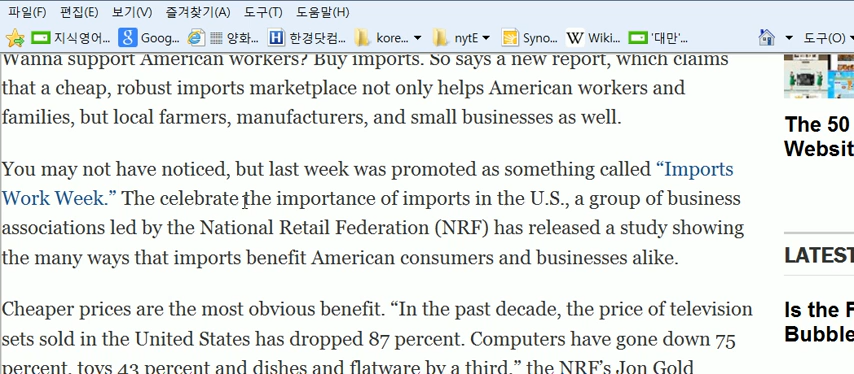 파일(F) 편집(E) 보기(V) 즐겨찾기(A) 도구(T) 도움말(H)
지식영어... Goog... 양화... 한경닷컴... kore... nytE Syno... Wiki... '대만'... 도구(O)
Wanna support American workers? Buy imports. So says a new report, which claims
that a cheap, robust imports marketplace not only helps American workers and
families, but local farmers, manufacturers, and small businesses as well.
You may not have noticed, but last week was promoted as something called “Imports
Work Week.” The celebrate the importance of imports in the U.S., a group of business
associations led by the National Retail Federation (NRF) has released a study showing
the many ways that imports benefit American consumers and businesses alike.
Cheaper prices are the most obvious benefit. “In the past decade, the price of television
sets sold in the United States has dropped 87 percent. Computers have gone down 75
percent, toys 43 percent and dishes and flatware by a third,” the NRF’s Jon Gold
The 50
Websit
LATEST
Is the F
Bubble